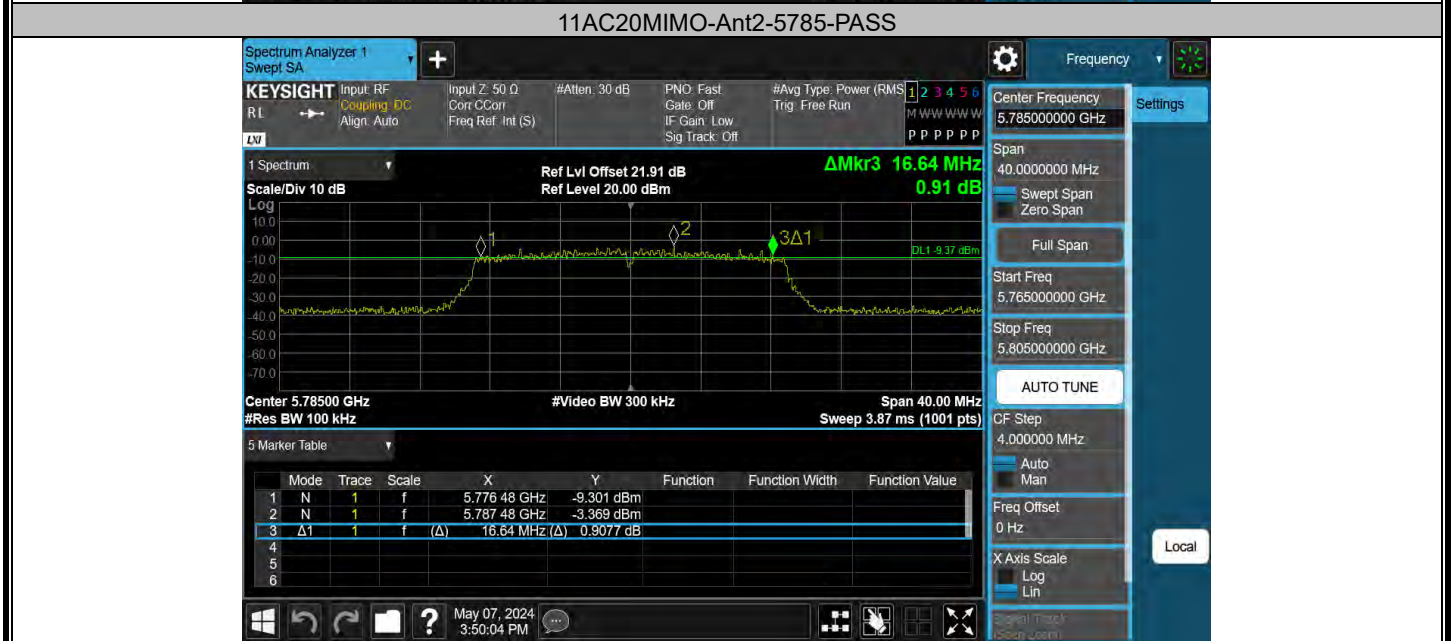 11AC20MIMO-Ant2-5785-PASS
Spectrum Analyzer 1
Swept SA
Frequency
KEYSIGHT
RL
LXI
Input: RF
Coupling: DC
Align: Auto
Input Z: 50 Ω
Corr CCorr
Freq Ref: Int (S)
#Atten: 30 dB
PNO: Fast
Gate: Off
IF Gain: Low
Sig Track: Off
#Avg Type: Power (RMS
Trig: Free Run
1 2 3 4 5 6
M W W W W W
P P P P P P
1 Spectrum
Scale/Div 10 dB
Ref Lvl Offset 21.91 dB
Ref Level 20.00 dBm
ΔMkr3 16.64 MHz
0.91 dB
Log
10.0
0.00
-10.0
-20.0
-30.0
-40.0
-50.0
-60.0
-70.0
1
2
3Δ1
DL1 -9.37 dBm
Center 5.78500 GHz
#Video BW 300 kHz
Span 40.00 MHz
#Res BW 100 kHz
Sweep 3.87 ms (1001 pts)
5 Marker Table
Mode Trace Scale X Y Function Function Width Function Value
1 N 1 f 5.776 48 GHz -9.301 dBm
2 N 1 f 5.787 48 GHz -3.369 dBm
3 Δ1 1 f (Δ) 16.64 MHz (Δ) 0.9077 dB
4
5
6
May 07, 2024
3:50:04 PM
Center Frequency
5.785000000 GHz
Settings
Span
40.0000000 MHz
Swept Span
Zero Span
Full Span
Start Freq
5.765000000 GHz
Stop Freq
5.805000000 GHz
AUTO TUNE
CF Step
4.000000 MHz
Auto
Man
Freq Offset
0 Hz
X Axis Scale
Log
Lin
Local
Signal Track
(Span Zoom)